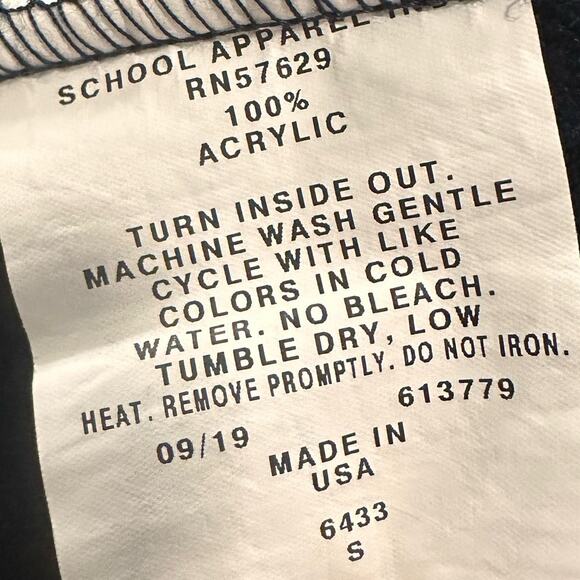 SCHOOL APPAREL INC
RN57629
100%
ACRYLIC
TURN INSIDE OUT.
MACHINE WASH GENTLE
CYCLE WITH LIKE
COLORS IN COLD
WATER. NO BLEACH.
TUMBLE DRY, LOW
HEAT. REMOVE PROMPTLY. DO NOT IRON.
613779
09/19
MADE IN
USA
6433
S